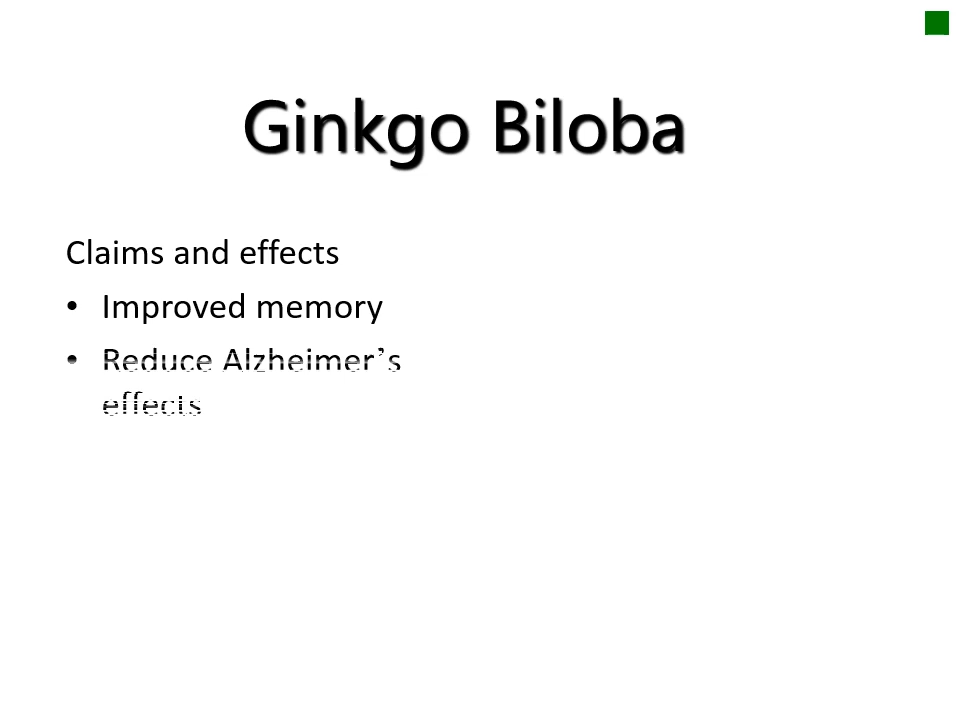 Ginkgo Biloba
Claims and effects
• Improved memory
• Reduce Alzheimer’s
effects